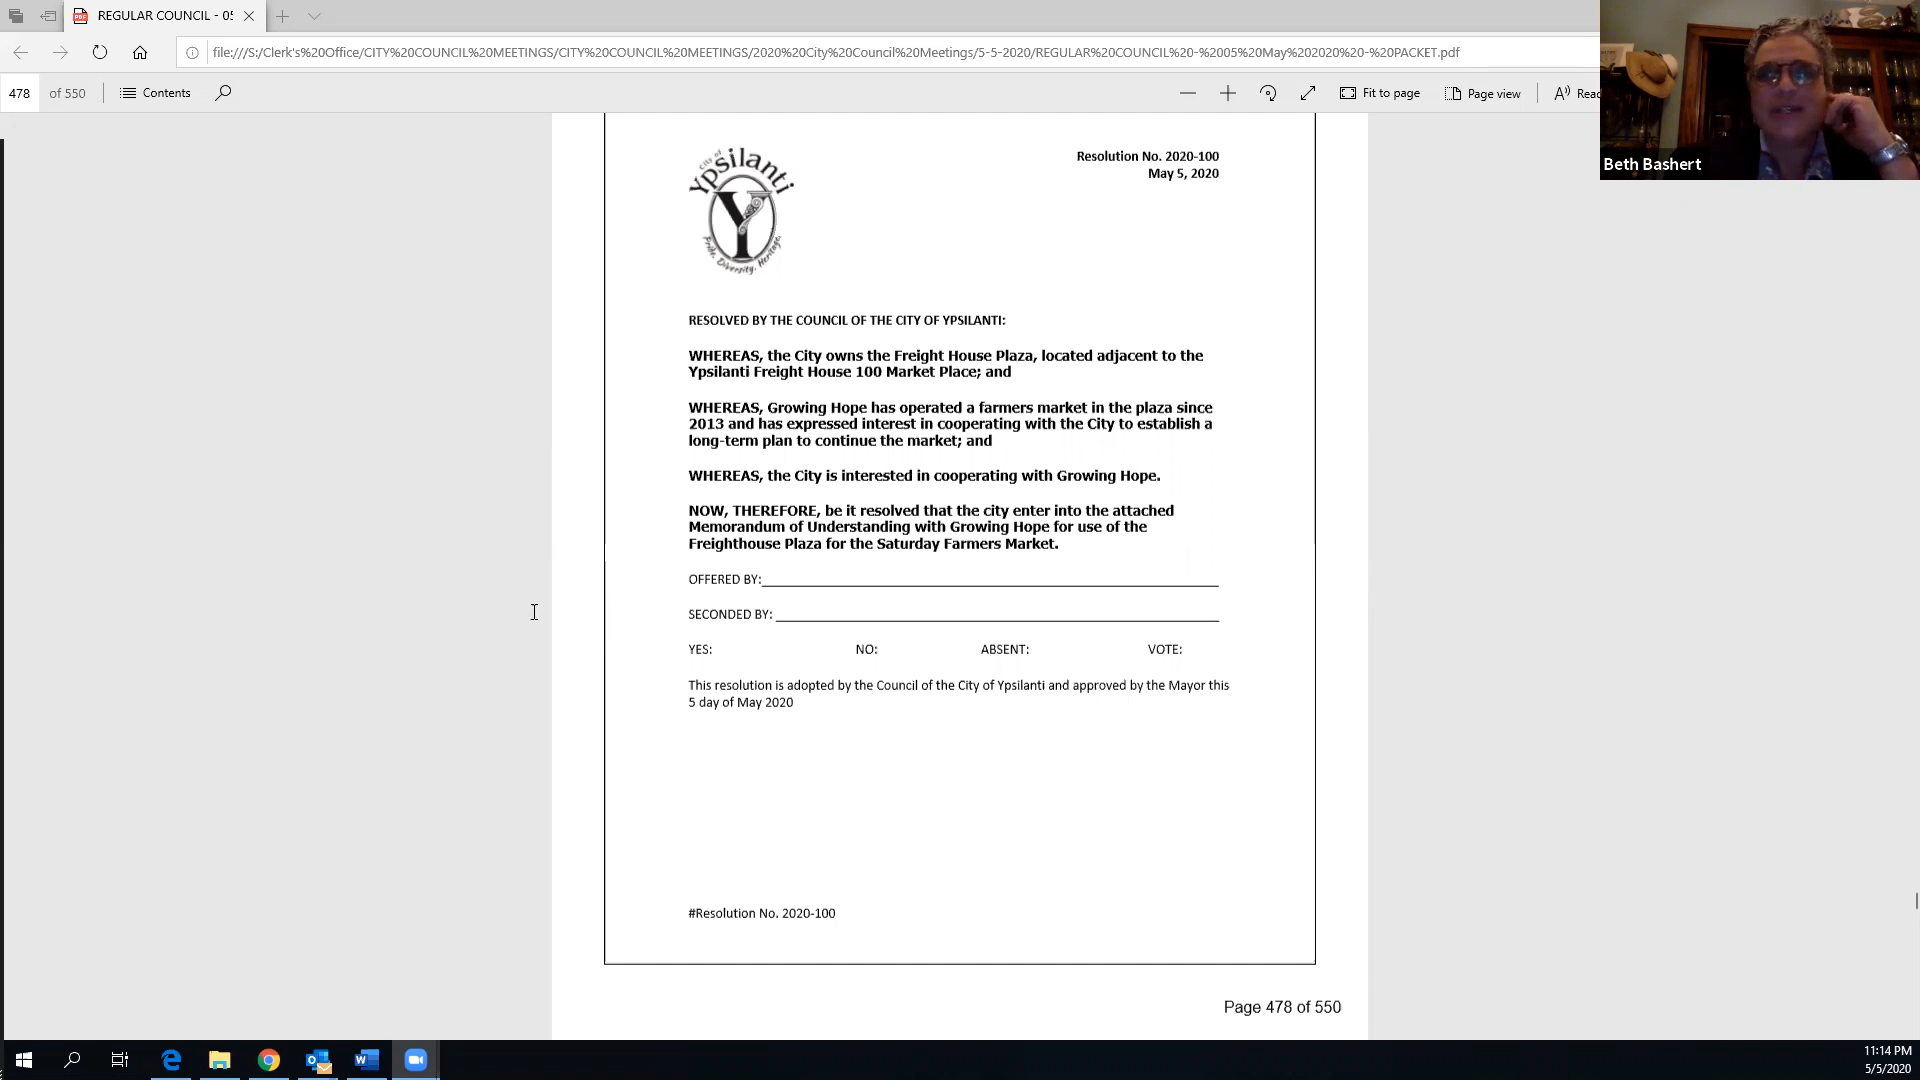 REGULAR COUNCIL - 05
file:///S:/Clerk's%20Office/CITY%20COUNCIL%20MEETINGS/CITY%20COUNCIL%20MEETINGS/2020%20City%20Council%20Meetings/5-5-2020/REGULAR%20COUNCIL%20-%2005%20May%202020%20-%20PACKET.pdf
478 of 550
Contents
Fit to page
Page view
Read
Beth Bashert
City of
Ypsilanti
Y
Pride. Diversity. Heritage.
Resolution No. 2020-100
May 5, 2020
RESOLVED BY THE COUNCIL OF THE CITY OF YPSILANTI:
WHEREAS, the City owns the Freight House Plaza, located adjacent to the
Ypsilanti Freight House 100 Market Place; and
WHEREAS, Growing Hope has operated a farmers market in the plaza since
2013 and has expressed interest in cooperating with the City to establish a
long-term plan to continue the market; and
WHEREAS, the City is interested in cooperating with Growing Hope.
NOW, THEREFORE, be it resolved that the city enter into the attached
Memorandum of Understanding with Growing Hope for use of the
Freighthouse Plaza for the Saturday Farmers Market.
OFFERED BY:
SECONDED BY:
YES: NO: ABSENT: VOTE:
This resolution is adopted by the Council of the City of Ypsilanti and approved by the Mayor this
5 day of May 2020
#Resolution No. 2020-100
Page 478 of 550
11:14 PM
5/5/2020